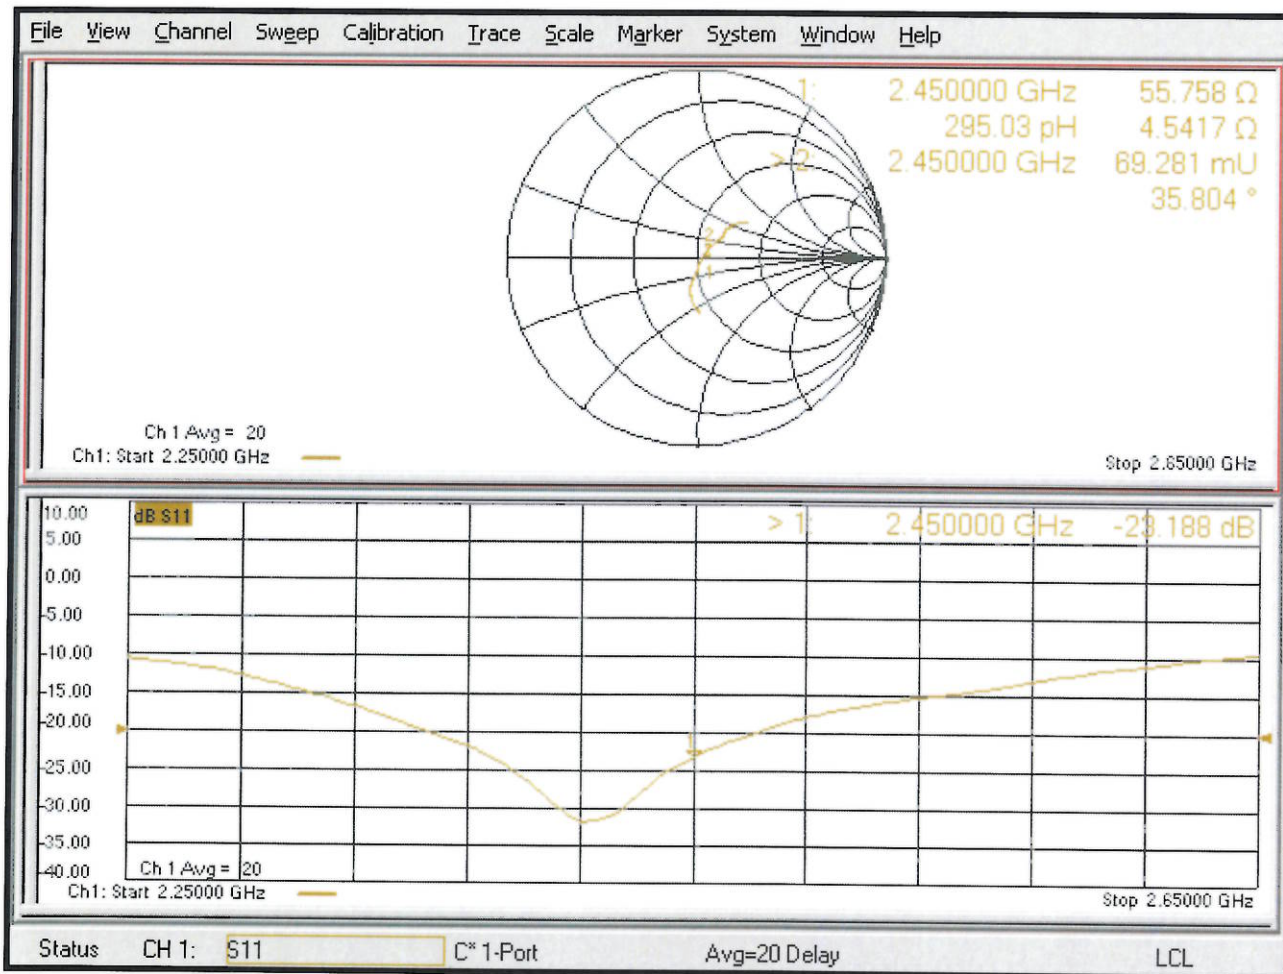 File View Channel Sweep Calibration Trace Scale Marker System Window Help
1: 2.450000 GHz 55.758 Ω
295.03 pH 4.5417 Ω
> 2: 2.450000 GHz 69.281 mU
35.804 °
2
1
Ch 1 Avg = 20
Ch1: Start 2.25000 GHz
Stop 2.65000 GHz
10.00
dB S11
> 1: 2.450000 GHz -23.188 dB
5.00
0.00
-5.00
-10.00
-15.00
-20.00
1
-25.00
-30.00
-35.00
-40.00
Ch 1 Avg = 20
Ch1: Start 2.25000 GHz
Stop 2.65000 GHz
Status CH 1: S11 C* 1-Port Avg=20 Delay LCL